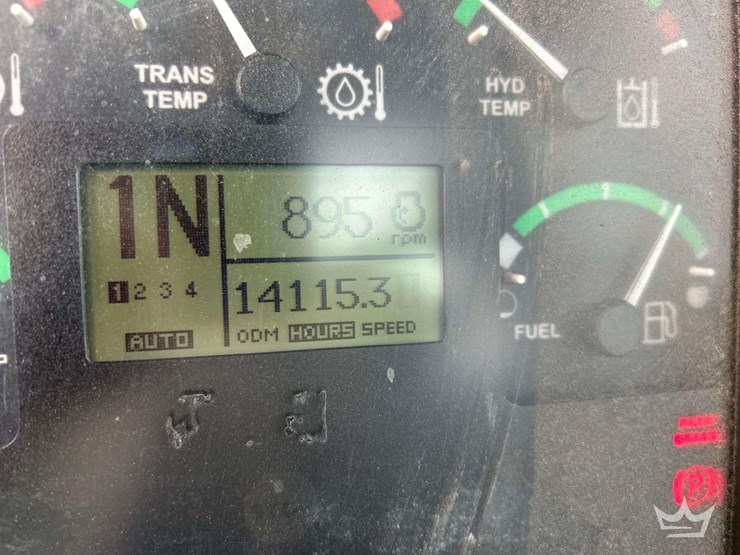 TRANS
TEMP
HYD
TEMP
1N
895
rpm
1 2 3 4
14115.3
AUTO
ODM HOURS SPEED
FUEL
P